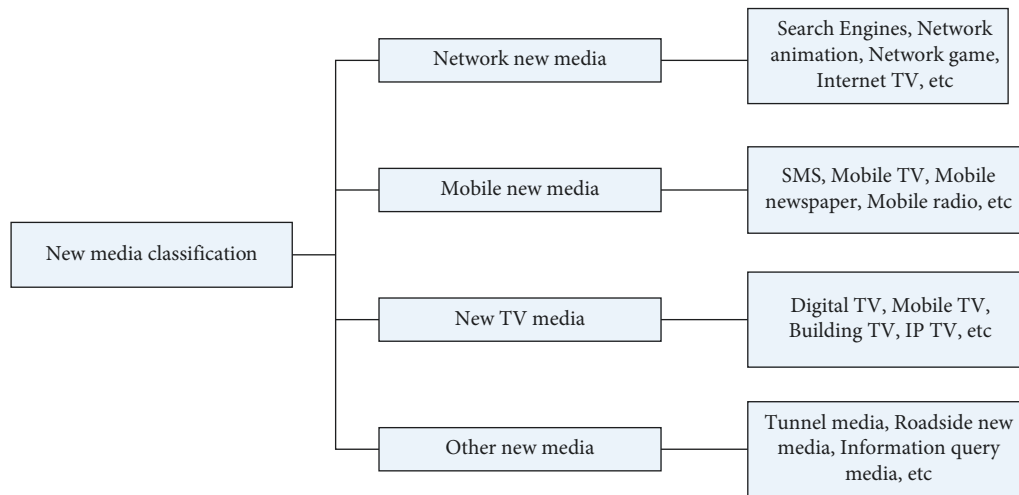 New media classification
Network new media
Search Engines, Network
animation, Network game,
Internet TV, etc
Mobile new media
SMS, Mobile TV, Mobile
newspaper, Mobile radio, etc
New TV media
Digital TV, Mobile TV,
Building TV, IP TV, etc
Other new media
Tunnel media, Roadside new
media, Information query
media, etc